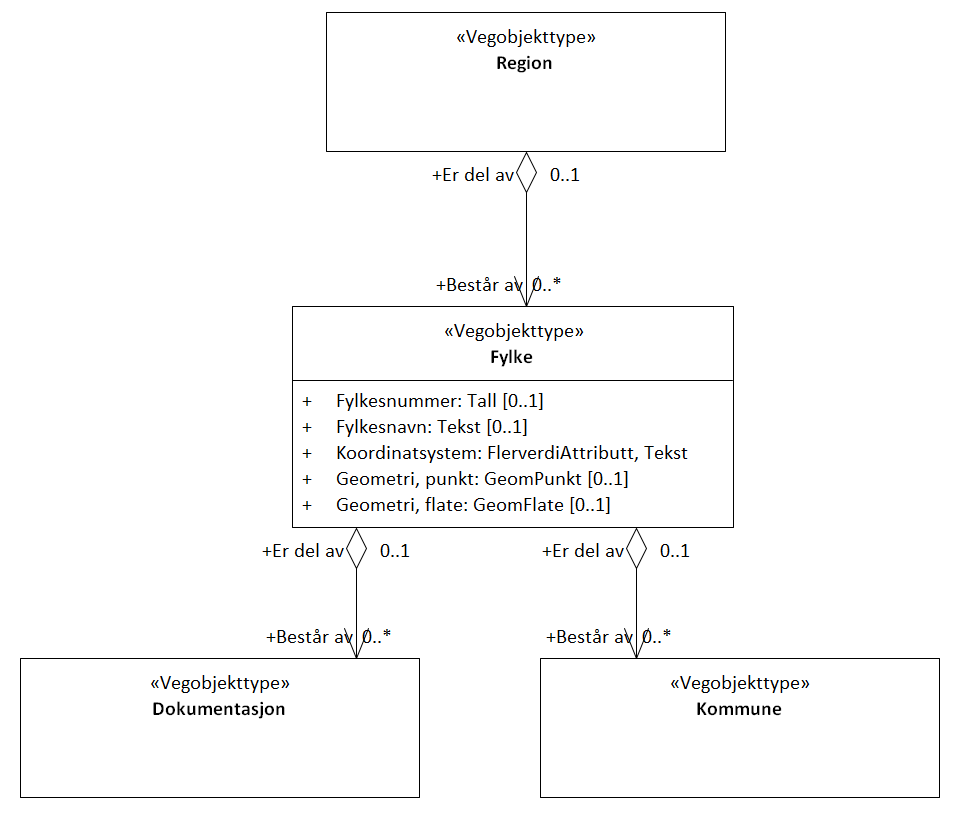 «Vegobjekttype»
Region
+Er del av 0..1
+Består av 0..*
«Vegobjekttype»
Fylke
+ Fylkesnummer: Tall [0..1]
+ Fylkesnavn: Tekst [0..1]
+ Koordinatsystem: FlerverdiAttributt, Tekst
+ Geometri, punkt: GeomPunkt [0..1]
+ Geometri, flate: GeomFlate [0..1]
+Er del av 0..1
+Er del av 0..1
+Består av 0..*
+Består av 0..*
«Vegobjekttype»
Dokumentasjon
«Vegobjekttype»
Kommune